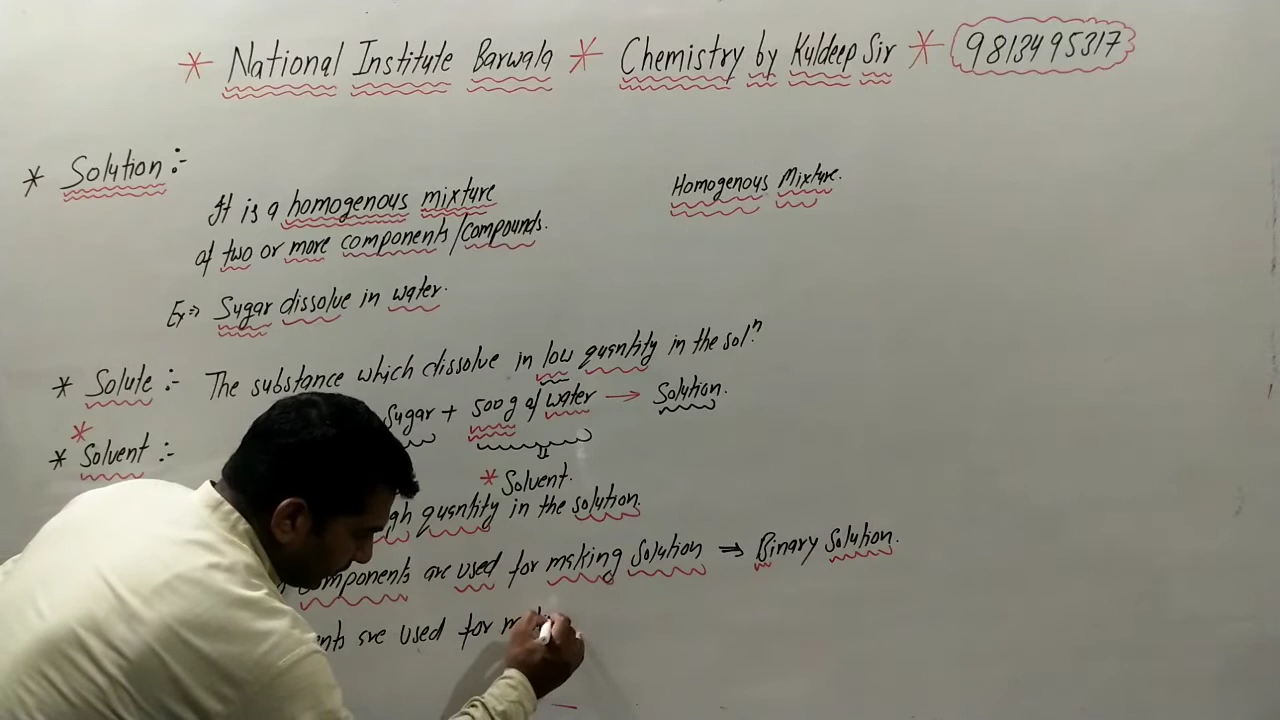 * National Institute Barwala * Chemistry by Kuldeep Sir * 9813495317
* Solution :-
It is a homogenous mixture
of two or more components/compounds.
Homogenous Mixture.
Ex => Sugar dissolve in water.
* Solute :- The substance which dissolve in low quantity in the solⁿ
Sugar + 500 g of water → Solution.
* Solvent.
*
* Solvent :-
quantity in the solution.
components are used for making solution ⇒ Binary solution.
are used for